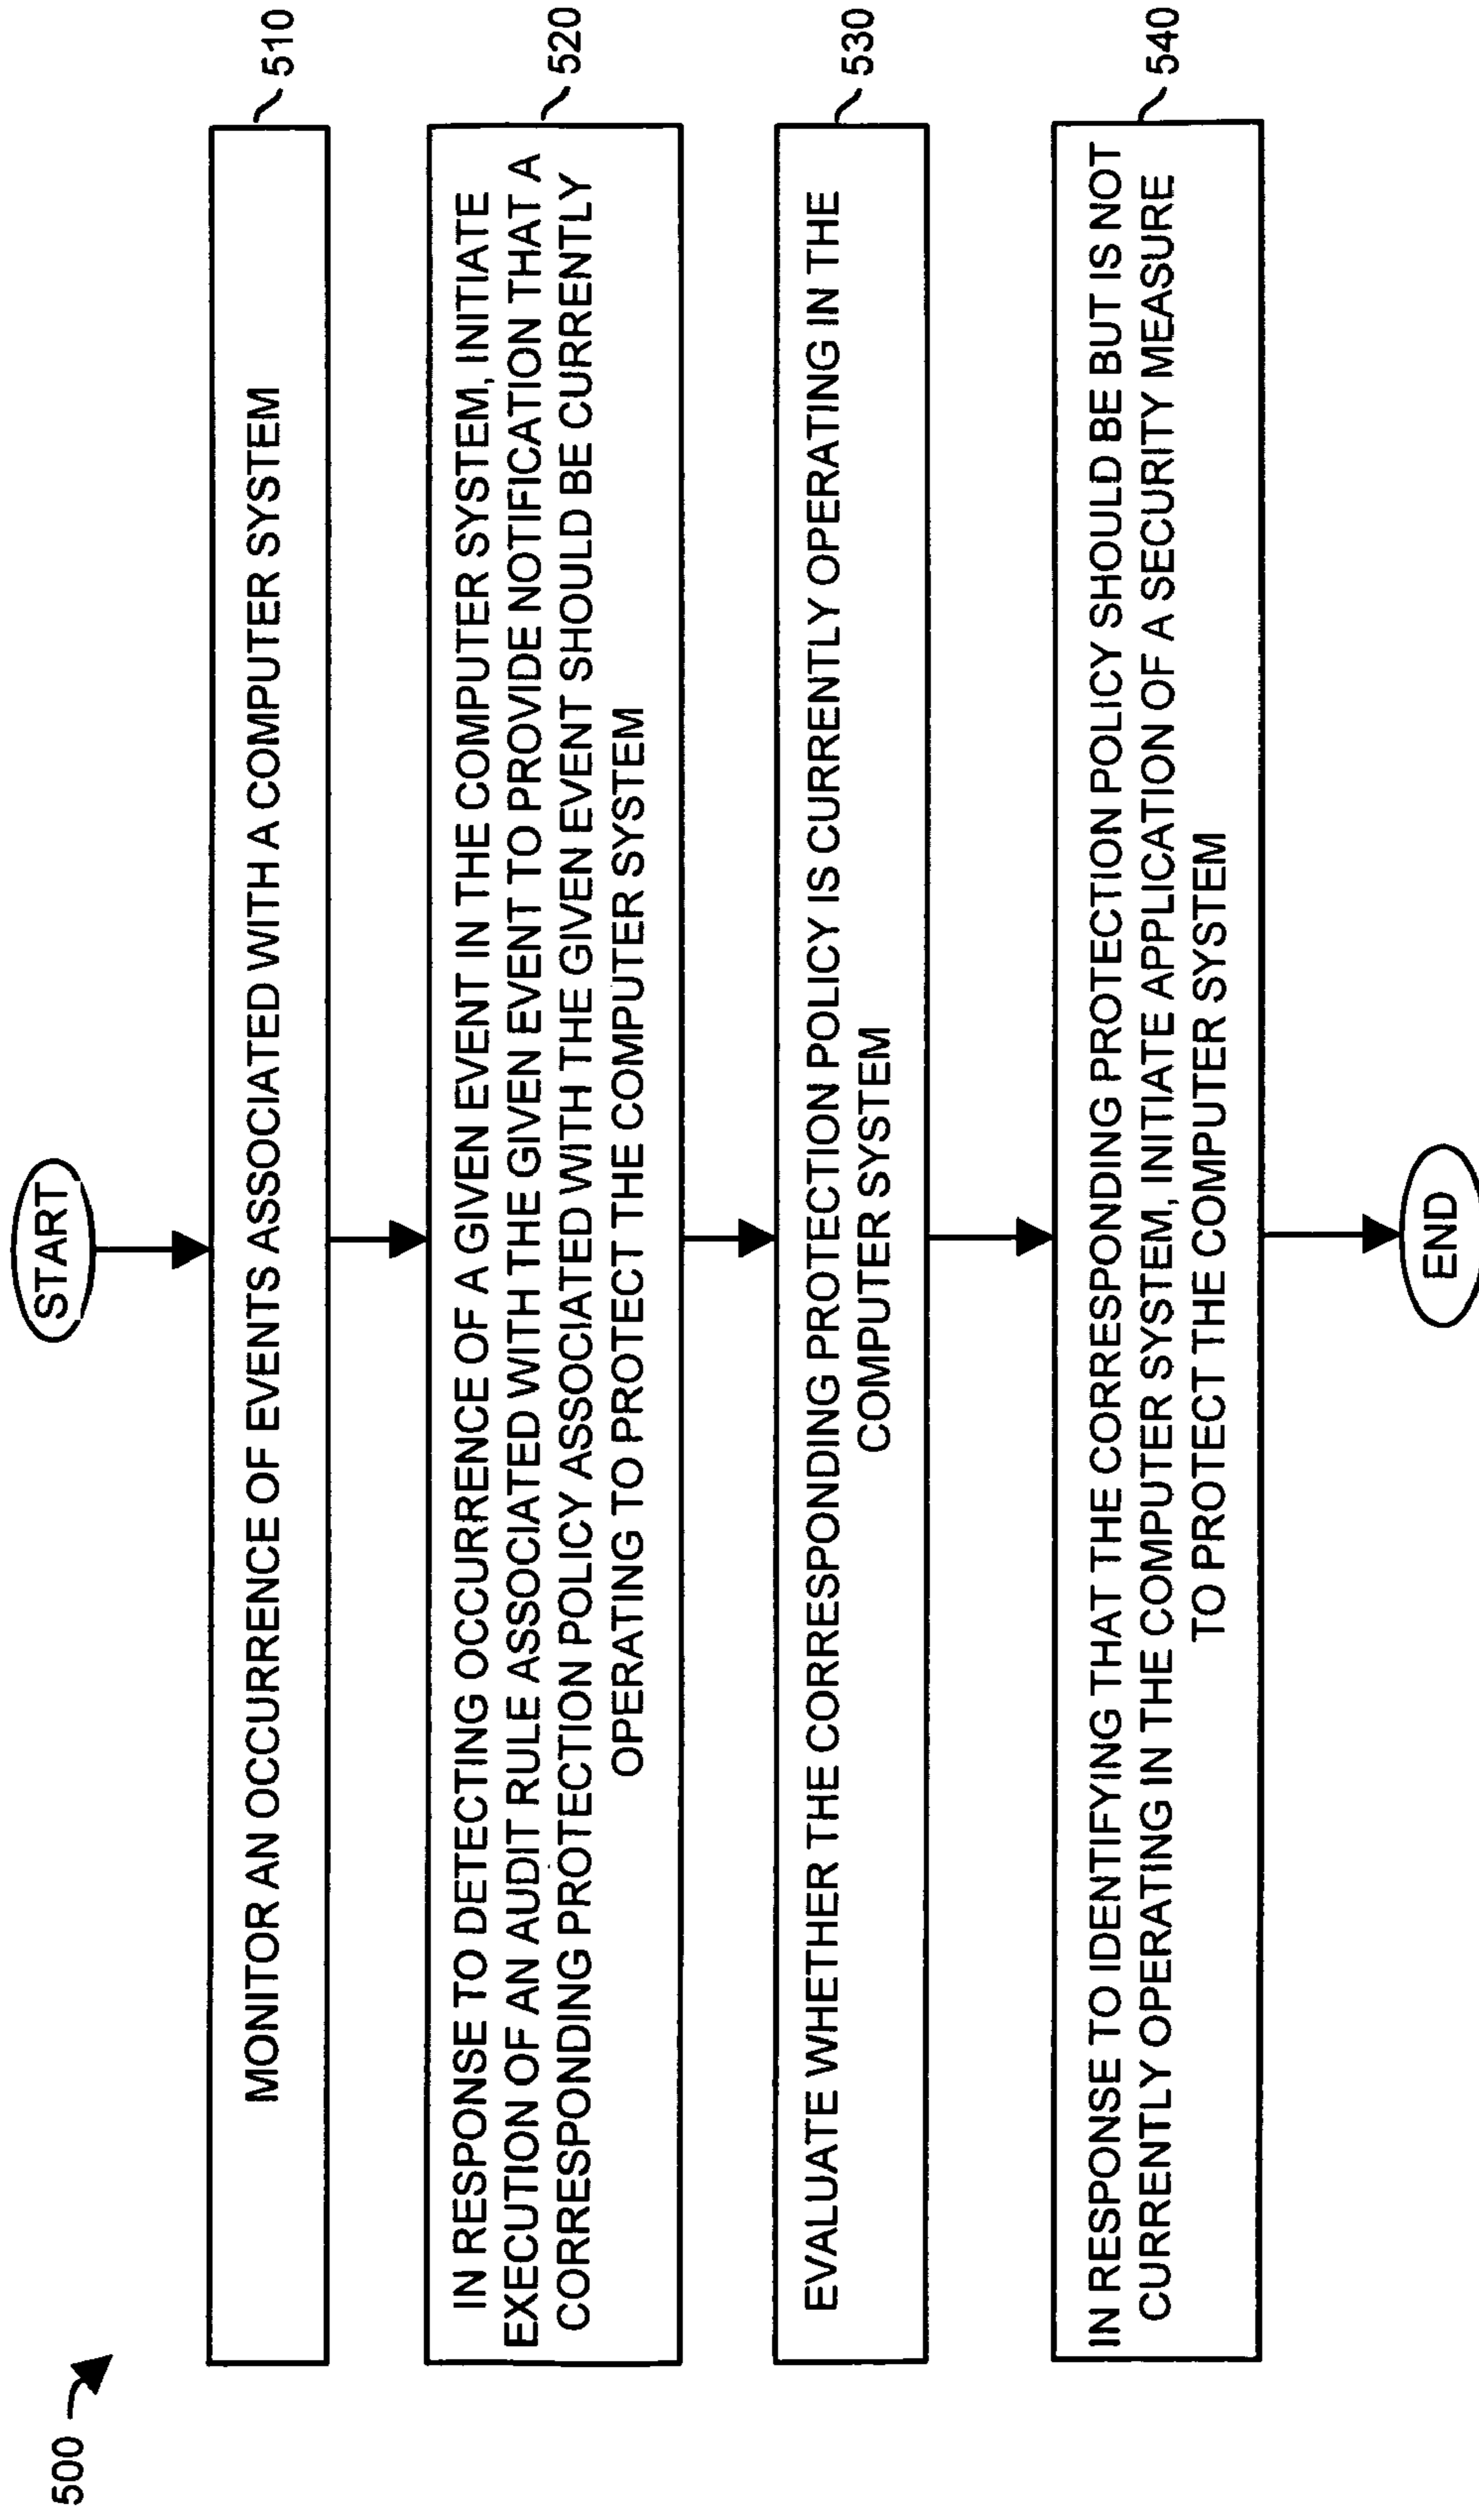 500
START
MONITOR AN OCCURRENCE OF EVENTS ASSOCIATED WITH A COMPUTER SYSTEM
510
IN RESPONSE TO DETECTING OCCURRENCE OF A GIVEN EVENT IN THE COMPUTER SYSTEM, INITIATE
EXECUTION OF AN AUDIT RULE ASSOCIATED WITH THE GIVEN EVENT TO PROVIDE NOTIFICATION THAT A
CORRESPONDING PROTECTION POLICY ASSOCIATED WITH THE GIVEN EVENT SHOULD BE CURRENTLY
OPERATING TO PROTECT THE COMPUTER SYSTEM
520
EVALUATE WHETHER THE CORRESPONDING PROTECTION POLICY IS CURRENTLY OPERATING IN THE
COMPUTER SYSTEM
530
IN RESPONSE TO IDENTIFYING THAT THE CORRESPONDING PROTECTION POLICY SHOULD BE BUT IS NOT
CURRENTLY OPERATING IN THE COMPUTER SYSTEM, INITIATE APPLICATION OF A SECURITY MEASURE
TO PROTECT THE COMPUTER SYSTEM
540
END